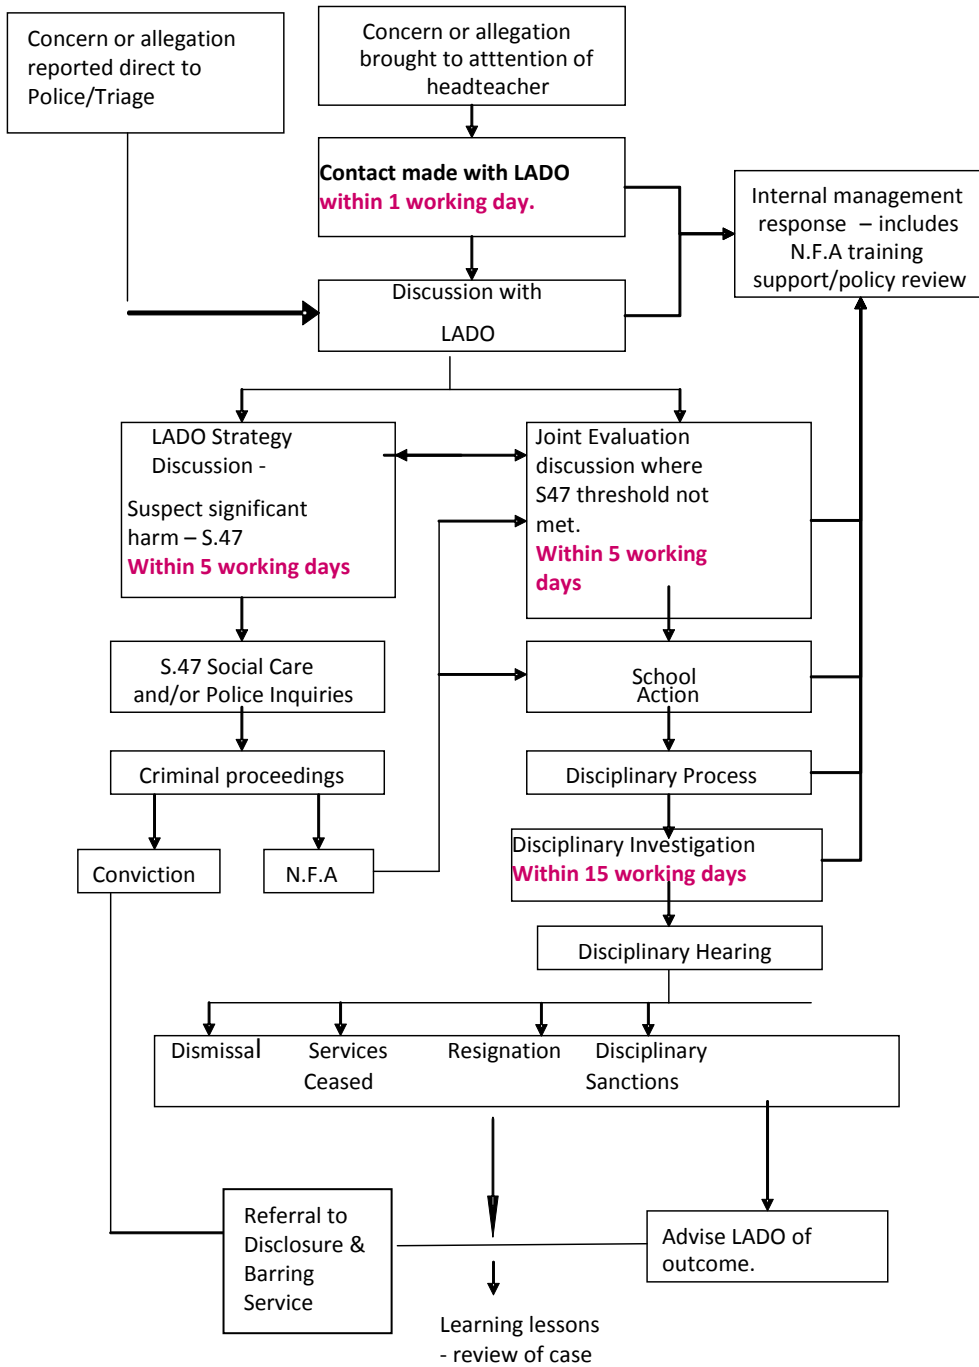 Concern or allegation
reported direct to
Police/Triage
Concern or allegation
brought to atttention of
headteacher
Contact made with LADO
within 1 working day.
Internal management
response – includes
N.F.A training
support/policy review
Discussion with
LADO
LADO Strategy
Discussion -
Suspect significant
harm – S.47
Within 5 working days
Joint Evaluation
discussion where
S47 threshold not
met.
Within 5 working
days
S.47 Social Care
and/or Police Inquiries
School
Action
Criminal proceedings
Disciplinary Process
Conviction
N.F.A
Disciplinary Investigation
Within 15 working days
Disciplinary Hearing
Dismissal Services Resignation Disciplinary
Ceased Sanctions
Referral to
Disclosure &
Barring
Service
Advise LADO of
outcome.
Learning lessons
- review of case